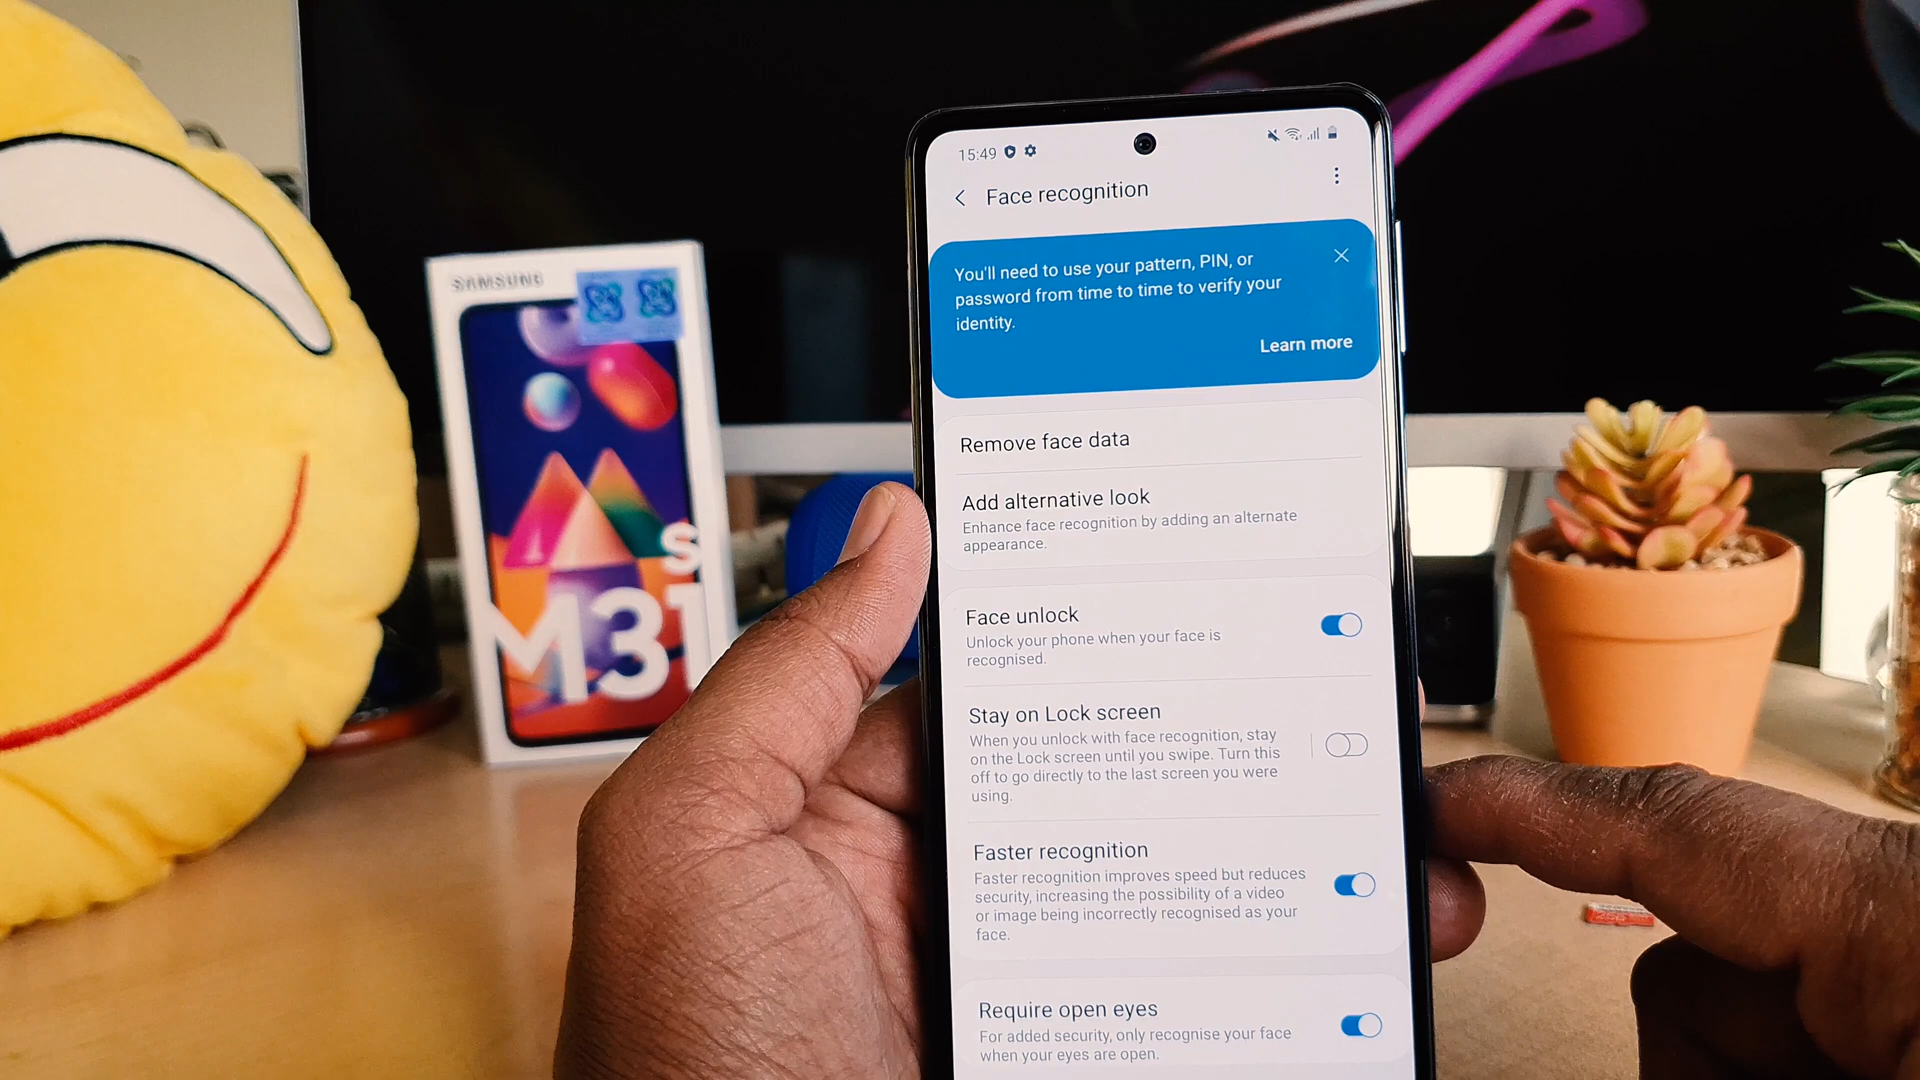 SAMSUNG
s
M31
15:49
Face recognition
You'll need to use your pattern, PIN, or
password from time to time to verify your
identity.
Learn more
Remove face data
Add alternative look
Enhance face recognition by adding an alternate
appearance.
Face unlock
Unlock your phone when your face is
recognised.
Stay on Lock screen
When you unlock with face recognition, stay
on the Lock screen until you swipe. Turn this
off to go directly to the last screen you were
using.
Faster recognition
Faster recognition improves speed but reduces
security, increasing the possibility of a video
or image being incorrectly recognised as your
face.
Require open eyes
For added security, only recognise your face
when your eyes are open.